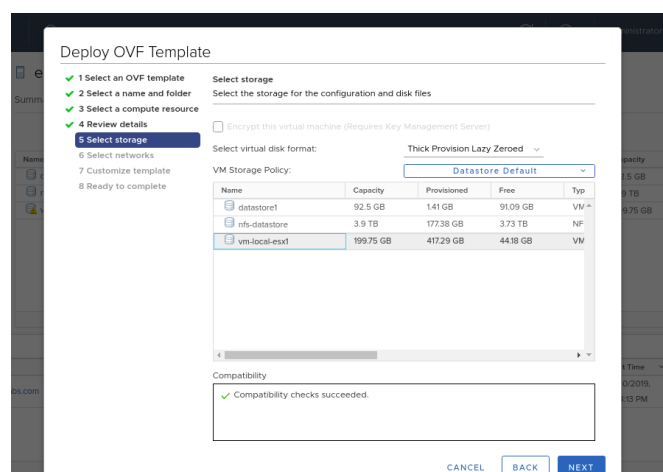 Deploy OVF Template
1 Select an OVF template
2 Select a name and folder
3 Select a compute resource
4 Review details
5 Select storage
6 Select networks
7 Customize template
8 Ready to complete
Select storage
Select the storage for the configuration and disk files
Encrypt this virtual machine (Requires Key Management Server)
Select virtual disk format: Thick Provision Lazy Zeroed
VM Storage Policy: Datastore Default
Name Capacity Provisioned Free Typ
datastore1 92.5 GB 1.41 GB 91.09 GB VM
nfs-datastore 3.9 TB 177.38 GB 3.73 TB NF
vm-local-esx1 199.75 GB 417.29 GB 44.18 GB VM
Compatibility
Compatibility checks succeeded.
CANCEL BACK NEXT
Summ
Name
bs.com
ministrator
pacity
9.75 GB
t Time
0/2019,
:13 PM